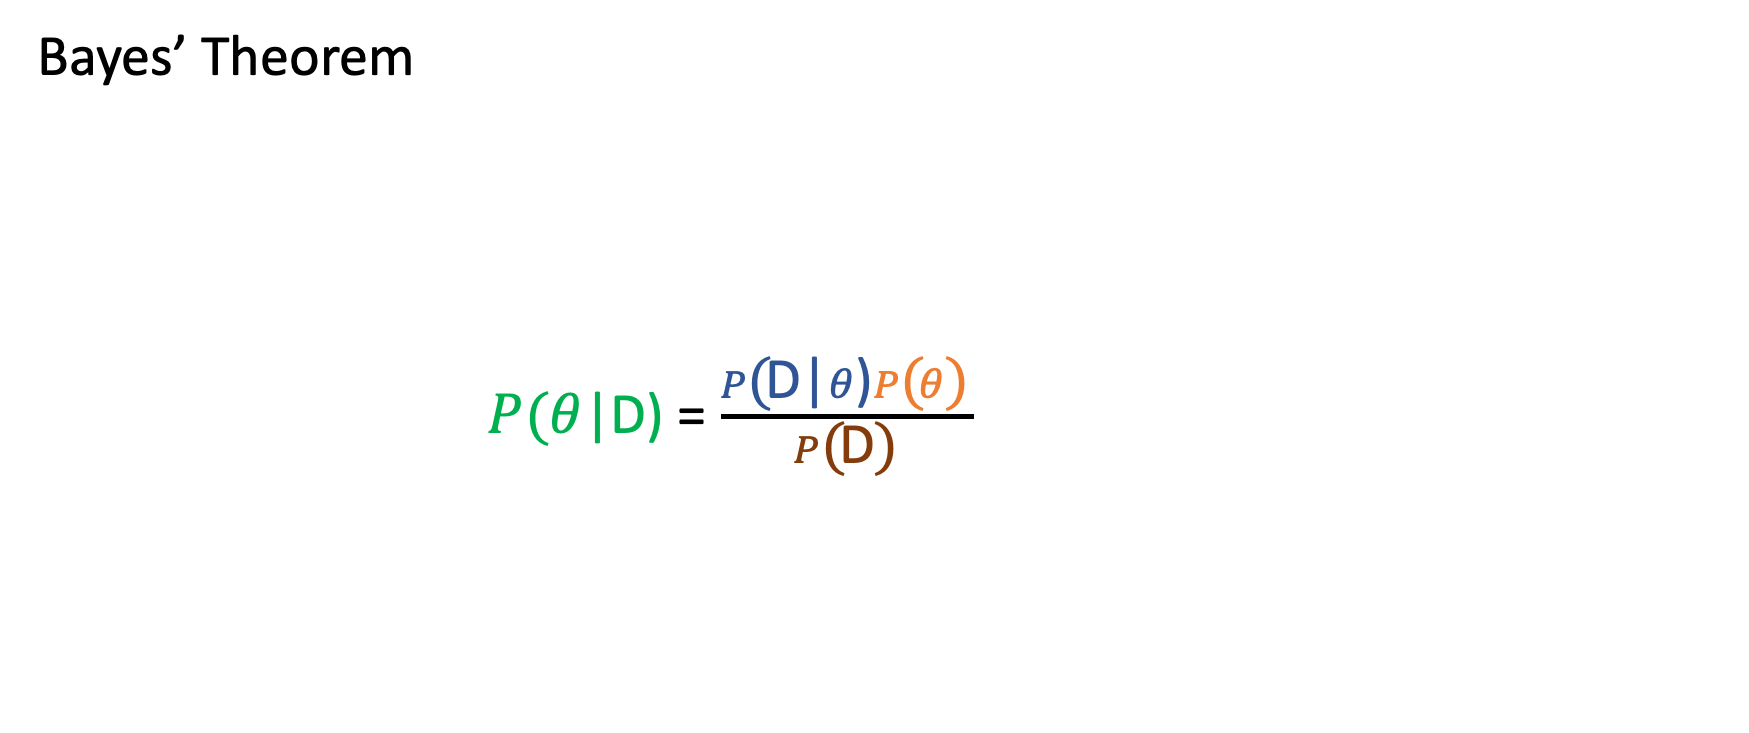 Bayes’ Theorem
P(θ|D) = P(D|θ)P(θ) / P(D)